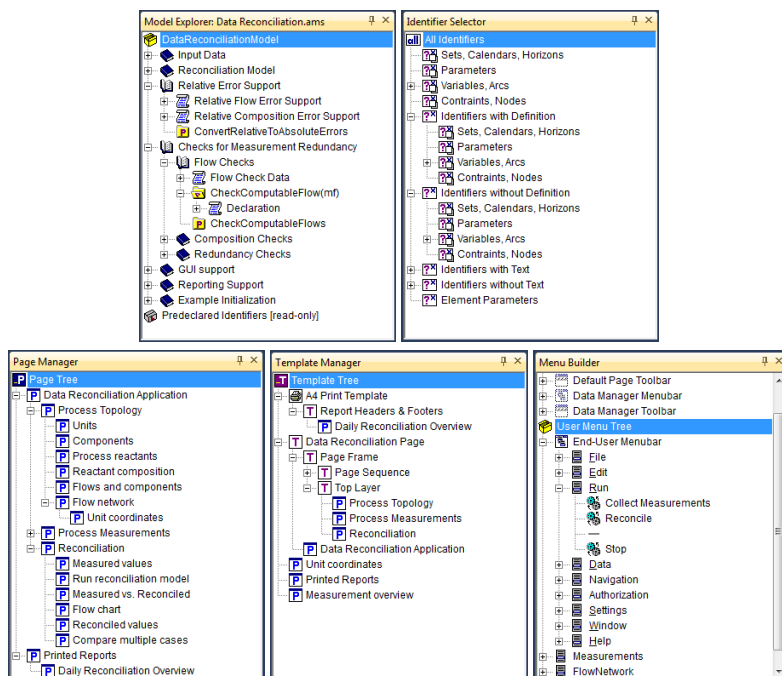 Model Explorer: Data Reconciliation.ams
DataReconciliationModel
Input Data
Reconciliation Model
Relative Error Support
Relative Flow Error Support
Relative Composition Error Support
ConvertRelativeToAbsoluteErrors
Checks for Measurement Redundancy
Flow Checks
Flow Check Data
CheckComputableFlow(mf)
Declaration
CheckComputableFlows
Composition Checks
Redundancy Checks
GUI support
Reporting Support
Example Initialization
Predeclared Identifiers [read-only]
Identifier Selector
All Identifiers
Sets, Calendars, Horizons
Parameters
Variables, Arcs
Contraints, Nodes
Identifiers with Definition
Sets, Calendars, Horizons
Parameters
Variables, Arcs
Contraints, Nodes
Identifiers without Definition
Sets, Calendars, Horizons
Parameters
Variables, Arcs
Contraints, Nodes
Identifiers with Text
Identifiers without Text
Element Parameters
Page Manager
Page Tree
Data Reconciliation Application
Process Topology
Units
Components
Process reactants
Reactant composition
Flows and components
Flow network
Unit coordinates
Process Measurements
Reconciliation
Measured values
Run reconciliation model
Measured vs. Reconciled
Flow chart
Reconciled values
Compare multiple cases
Printed Reports
Daily Reconciliation Overview
Template Manager
Template Tree
A4 Print Template
Report Headers & Footers
Daily Reconciliation Overview
Data Reconciliation Page
Page Frame
Page Sequence
Top Layer
Process Topology
Process Measurements
Reconciliation
Data Reconciliation Application
Unit coordinates
Printed Reports
Measurement overview
Menu Builder
Default Page Toolbar
Data Manager Menubar
Data Manager Toolbar
User Menu Tree
End-User Menubar
File
Edit
Run
Collect Measurements
Reconcile
Stop
Data
Navigation
Authorization
Settings
Window
Help
Measurements
FlowNetwork